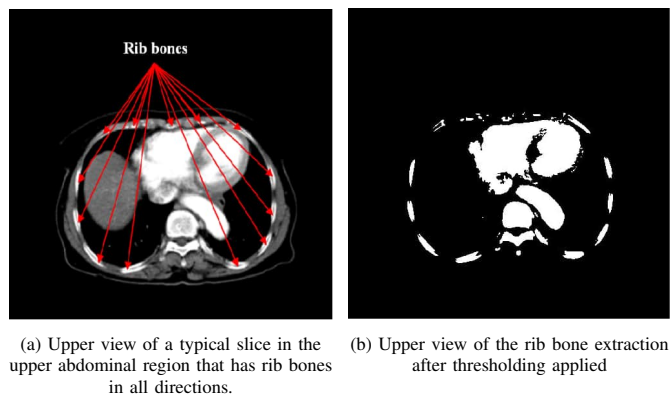 Rib bones
(a) Upper view of a typical slice in the
upper abdominal region that has rib bones
in all directions.
(b) Upper view of the rib bone extraction
after thresholding applied